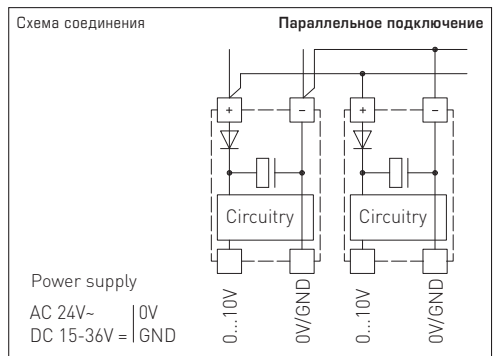 Схема соединения
Параллельное подключение
+ − + −
Circuitry Circuitry
Power supply
AC 24V~ 0V
DC 15-36V = GND
0...10V
0V/GND
0...10V
0V/GND